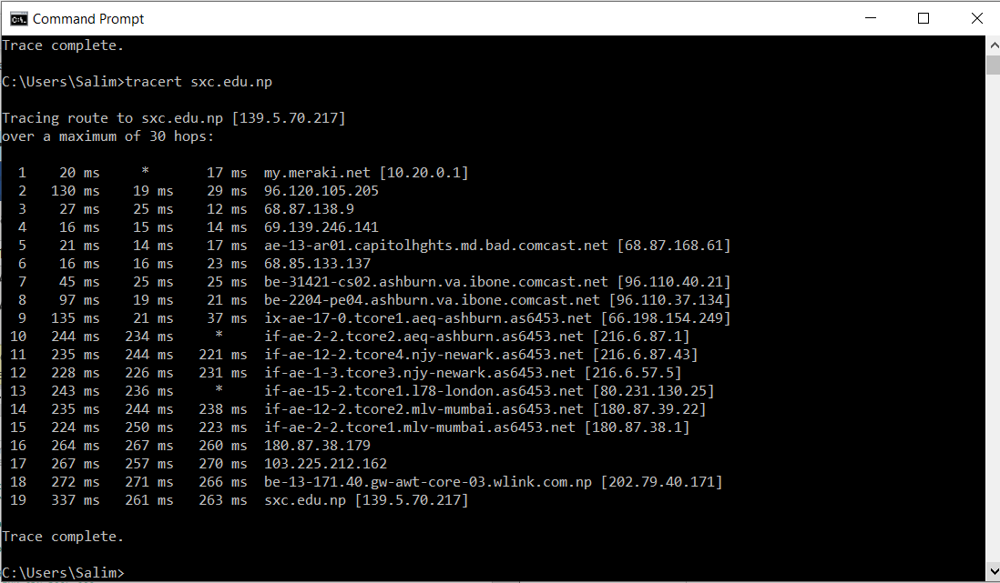 Command Prompt
Trace complete.
C:\Users\Salim>tracert sxc.edu.np
Tracing route to sxc.edu.np [139.5.70.217]
over a maximum of 30 hops:
  1    20 ms     *       17 ms  my.meraki.net [10.20.0.1]
  2   130 ms    19 ms    29 ms  96.120.105.205
  3    27 ms    25 ms    12 ms  68.87.138.9
  4    16 ms    15 ms    14 ms  69.139.246.141
  5    21 ms    14 ms    17 ms  ae-13-ar01.capitolhghts.md.bad.comcast.net [68.87.168.61]
  6    16 ms    16 ms    23 ms  68.85.133.137
  7    45 ms    25 ms    25 ms  be-31421-cs02.ashburn.va.ibone.comcast.net [96.110.40.21]
  8    97 ms    19 ms    21 ms  be-2204-pe04.ashburn.va.ibone.comcast.net [96.110.37.134]
  9   135 ms    21 ms    37 ms  ix-ae-17-0.tcore1.aeq-ashburn.as6453.net [66.198.154.249]
 10   244 ms   234 ms     *     if-ae-2-2.tcore2.aeq-ashburn.as6453.net [216.6.87.1]
 11   235 ms   244 ms   221 ms  if-ae-12-2.tcore4.njy-newark.as6453.net [216.6.87.43]
 12   228 ms   226 ms   231 ms  if-ae-1-3.tcore3.njy-newark.as6453.net [216.6.57.5]
 13   243 ms   236 ms     *     if-ae-15-2.tcore1.l78-london.as6453.net [80.231.130.25]
 14   235 ms   244 ms   238 ms  if-ae-12-2.tcore2.mlv-mumbai.as6453.net [180.87.39.22]
 15   224 ms   250 ms   223 ms  if-ae-2-2.tcore1.mlv-mumbai.as6453.net [180.87.38.1]
 16   264 ms   267 ms   260 ms  180.87.38.179
 17   267 ms   257 ms   270 ms  103.225.212.162
 18   272 ms   271 ms   266 ms  be-13-171.40.gw-awt-core-03.wlink.com.np [202.79.40.171]
 19   337 ms   261 ms   263 ms  sxc.edu.np [139.5.70.217]
Trace complete.
C:\Users\Salim>